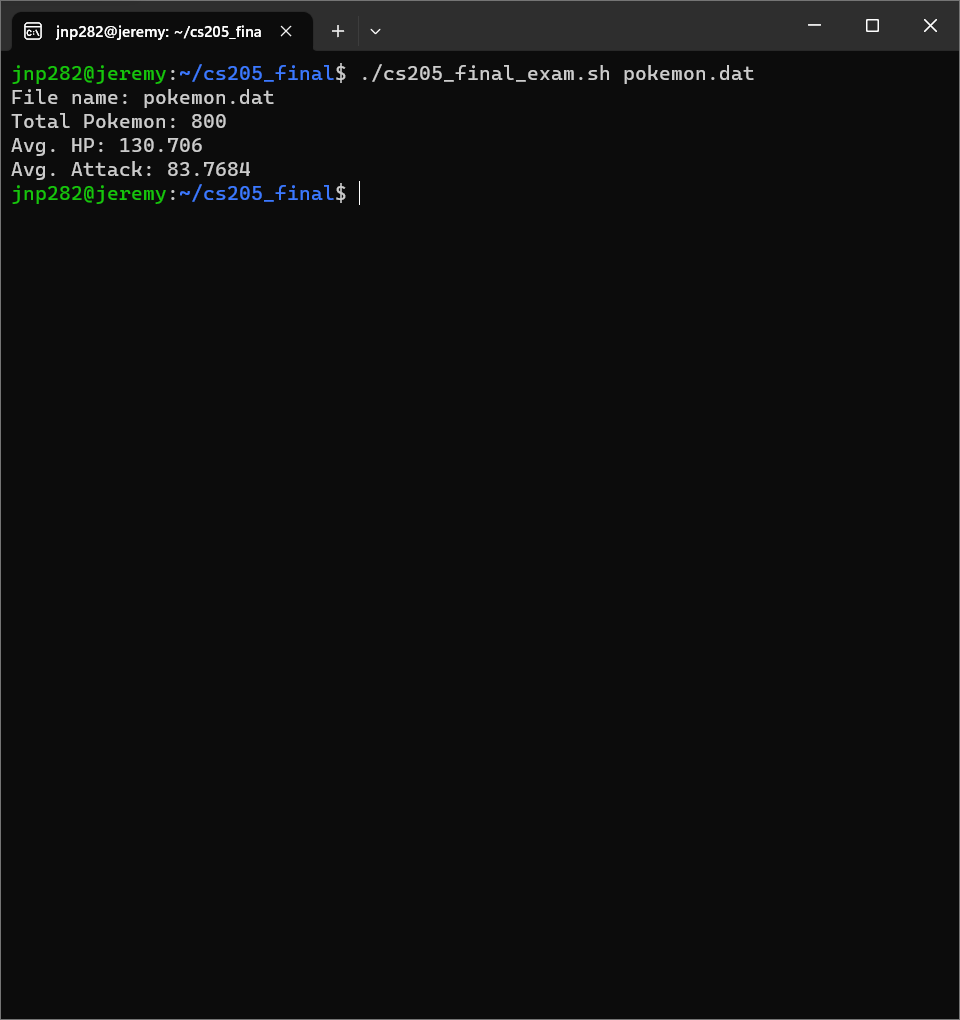 jnp282@jeremy: ~/cs205_fina
jnp282@jeremy:~/cs205_final$ ./cs205_final_exam.sh pokemon.dat
File name: pokemon.dat
Total Pokemon: 800
Avg. HP: 130.706
Avg. Attack: 83.7684
jnp282@jeremy:~/cs205_final$